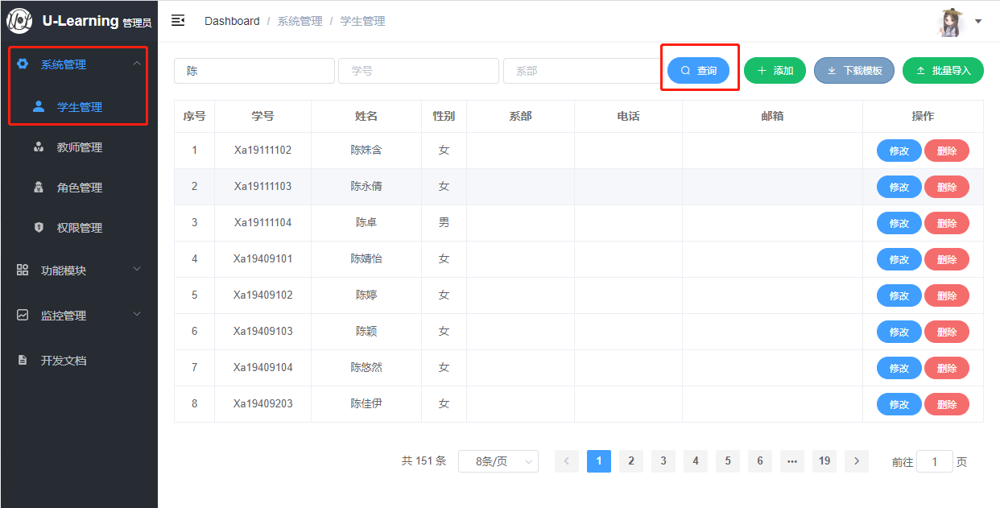 U-Learning 管理员
Dashboard / 系统管理 / 学生管理
系统管理
学生管理
教师管理
角色管理
权限管理
功能模块
监控管理
开发文档
陈 学号 系部 查询 添加 下载模板 批量导入
序号 学号 姓名 性别 系部 电话 邮箱 操作
1 Xa19111102 陈姝含 女 修改 删除
2 Xa19111103 陈永倩 女 修改 删除
3 Xa19111104 陈卓 男 修改 删除
4 Xa19409101 陈婧怡 女 修改 删除
5 Xa19409102 陈婷 女 修改 删除
6 Xa19409103 陈颖 女 修改 删除
7 Xa19409104 陈悠然 女 修改 删除
8 Xa19409203 陈佳伊 女 修改 删除
共 151 条 8条/页 1 2 3 4 5 6 ••• 19 前往 1 页